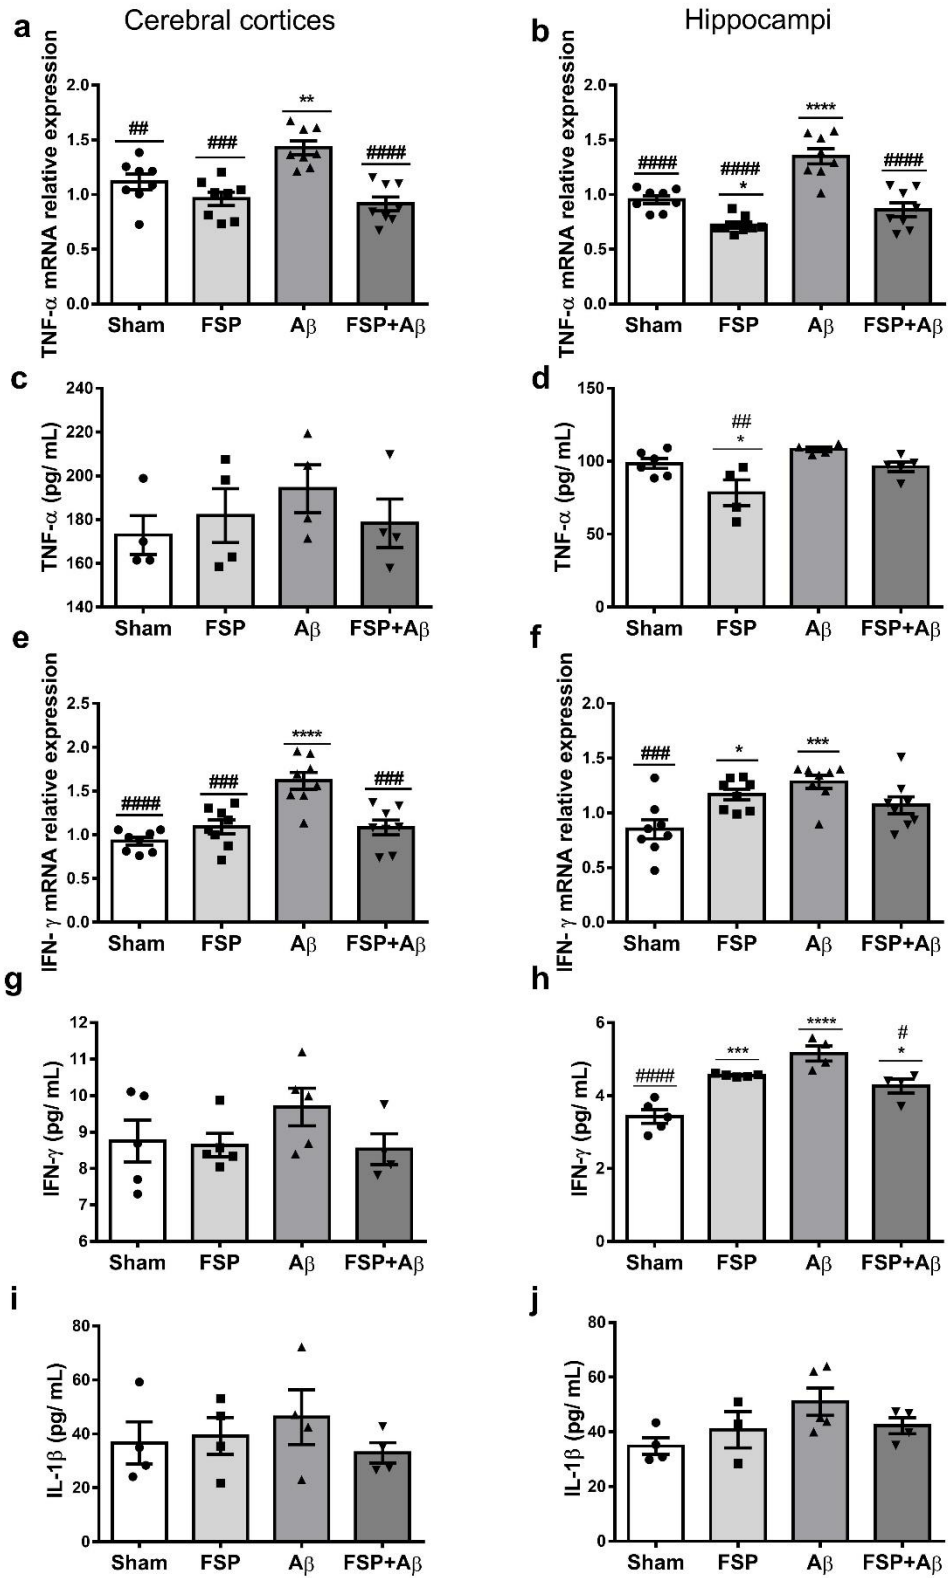 Cerebral cortices
Hippocampi
a
TNF-α mRNA relative expression
2.0
1.5
1.0
0.5
0.0
##
###
**
####
Sham FSP Aβ FSP+Aβ
b
TNF-α mRNA relative expression
2.0
1.5
1.0
0.5
0.0
####
####
*
****
####
Sham FSP Aβ FSP+Aβ
c
TNF-α (pg/ mL)
240
220
200
180
160
140
Sham FSP Aβ FSP+Aβ
d
TNF-α (pg/ mL)
150
100
50
0
##
*
Sham FSP Aβ FSP+Aβ
e
IFN- γ mRNA relative expression
2.5
2.0
1.5
1.0
0.5
0.0
####
###
****
###
Sham FSP Aβ FSP+Aβ
f
IFN- γ mRNA relative expression
2.0
1.5
1.0
0.5
0.0
###
*
***
Sham FSP Aβ FSP+Aβ
g
IFN-γ (pg/ mL)
12
11
10
9
8
7
6
Sham FSP Aβ FSP+Aβ
h
IFN-γ (pg/ mL)
6
4
2
0
####
***
****
#
*
Sham FSP Aβ FSP+Aβ
i
IL-1β (pg/ mL)
80
60
40
20
0
Sham FSP Aβ FSP+Aβ
j
IL-1β (pg/ mL)
80
60
40
20
0
Sham FSP Aβ FSP+Aβ